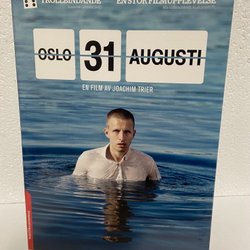 TROLLBINDANDE
EN STOR FILMUPPLEVELSE
OSLO 31 AUGUSTI
EN FILM AV JOACHIM TRIER